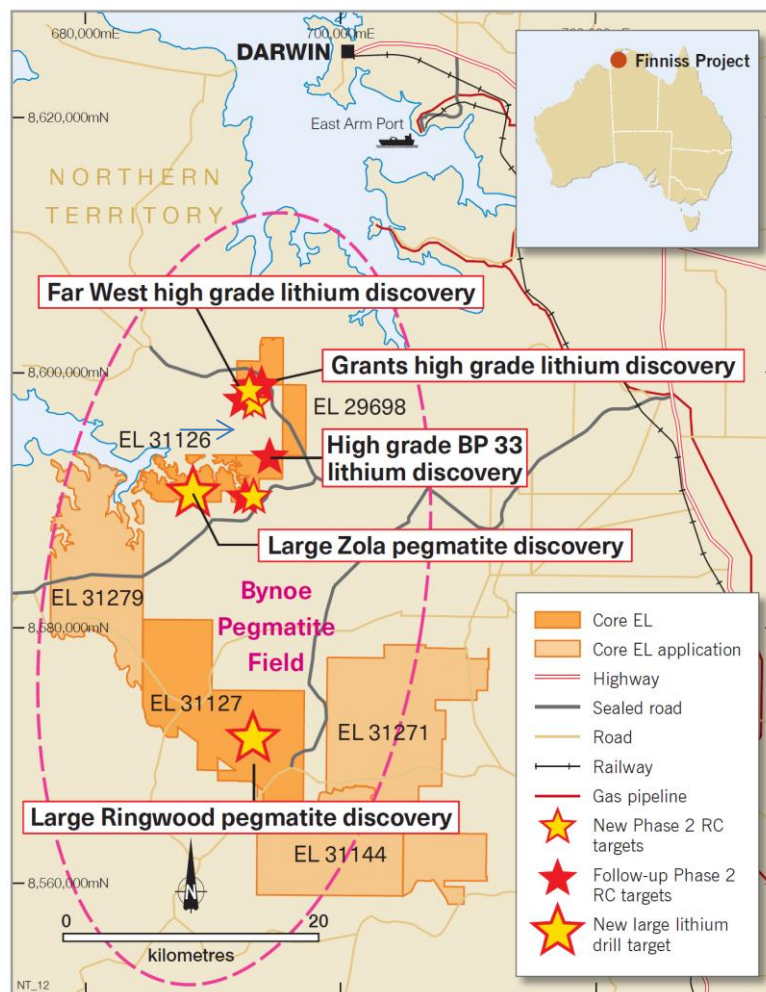 680,000mE
700,000mE
DARWIN
Finniss Project
8,620,000mN
East Arm Port
NORTHERN
TERRITORY
Far West high grade lithium discovery
8,600,000mN
Grants high grade lithium discovery
EL 29698
EL 31126
High grade BP 33
lithium discovery
Large Zola pegmatite discovery
EL 31279
Bynoe
Pegmatite
Field
8,580,000mN
EL 31127
EL 31271
Large Ringwood pegmatite discovery
EL 31144
8,560,000mN
N
0
20
kilometres
NT_12
Core EL
Core EL application
Highway
Sealed road
Road
Railway
Gas pipeline
New Phase 2 RC
targets
Follow-up Phase 2
RC targets
New large lithium
drill target